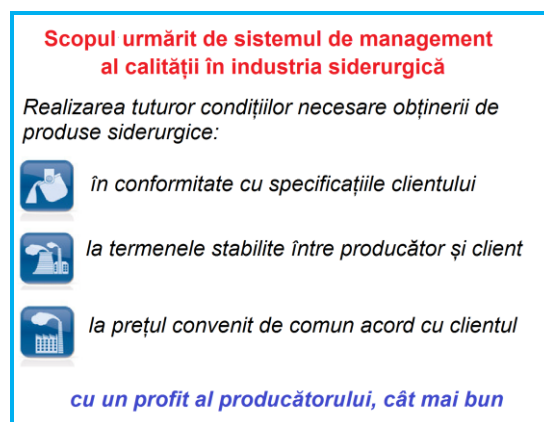 Scopul urmărit de sistemul de management
al calității în industria siderurgică
Realizarea tuturor condițiilor necesare obținerii de
produse siderurgice:
în conformitate cu specificațiile clientului
la termenele stabilite între producător și client
la prețul convenit de comun acord cu clientul
cu un profit al producătorului, cât mai bun